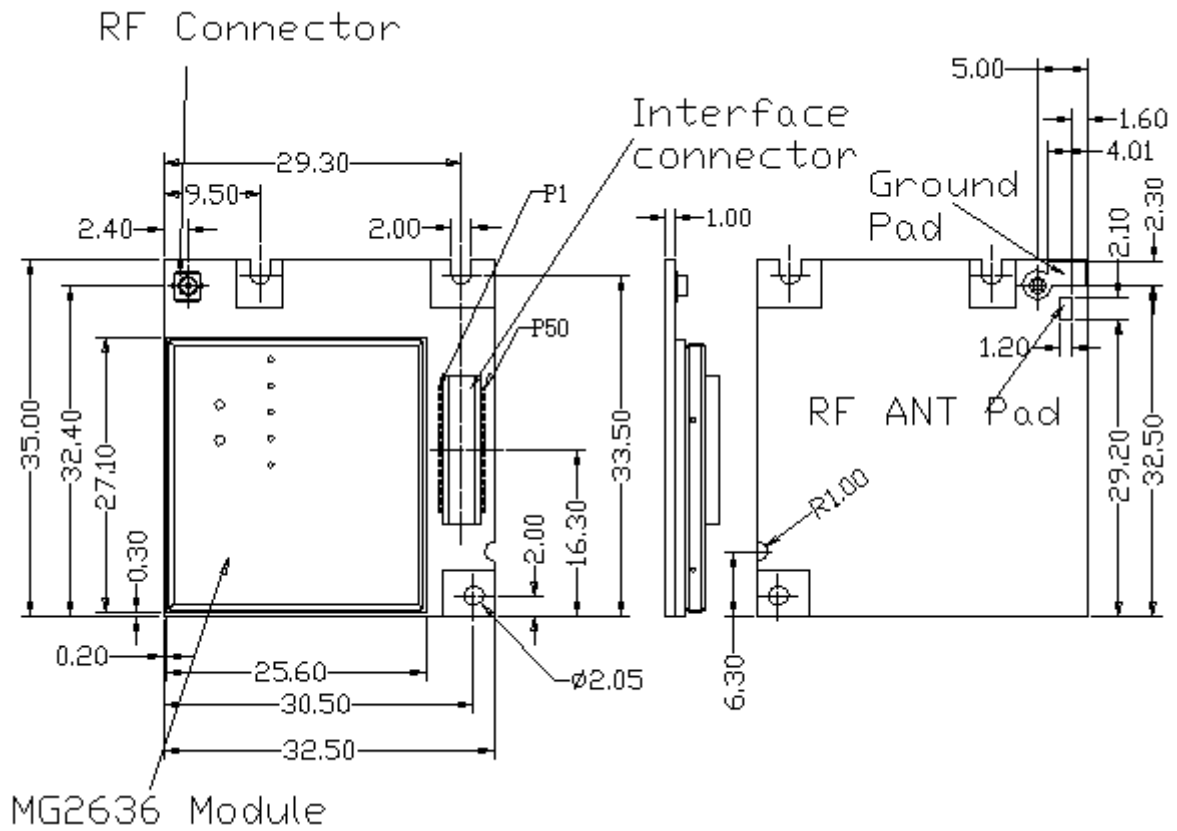 RF Connector
5.00
Interface
connector
1.60
4.01
29.30
9.50
P1
Ground
Pad
2.40
2.00
1.00
2.10
2.30
P50
1.20
RF ANT Pad
35.00
32.40
27.10
33.50
29.20
32.50
R1.00
0.30
2.00
16.30
0.20
25.60
ø2.05
6.30
30.50
32.50
MG2636 Module